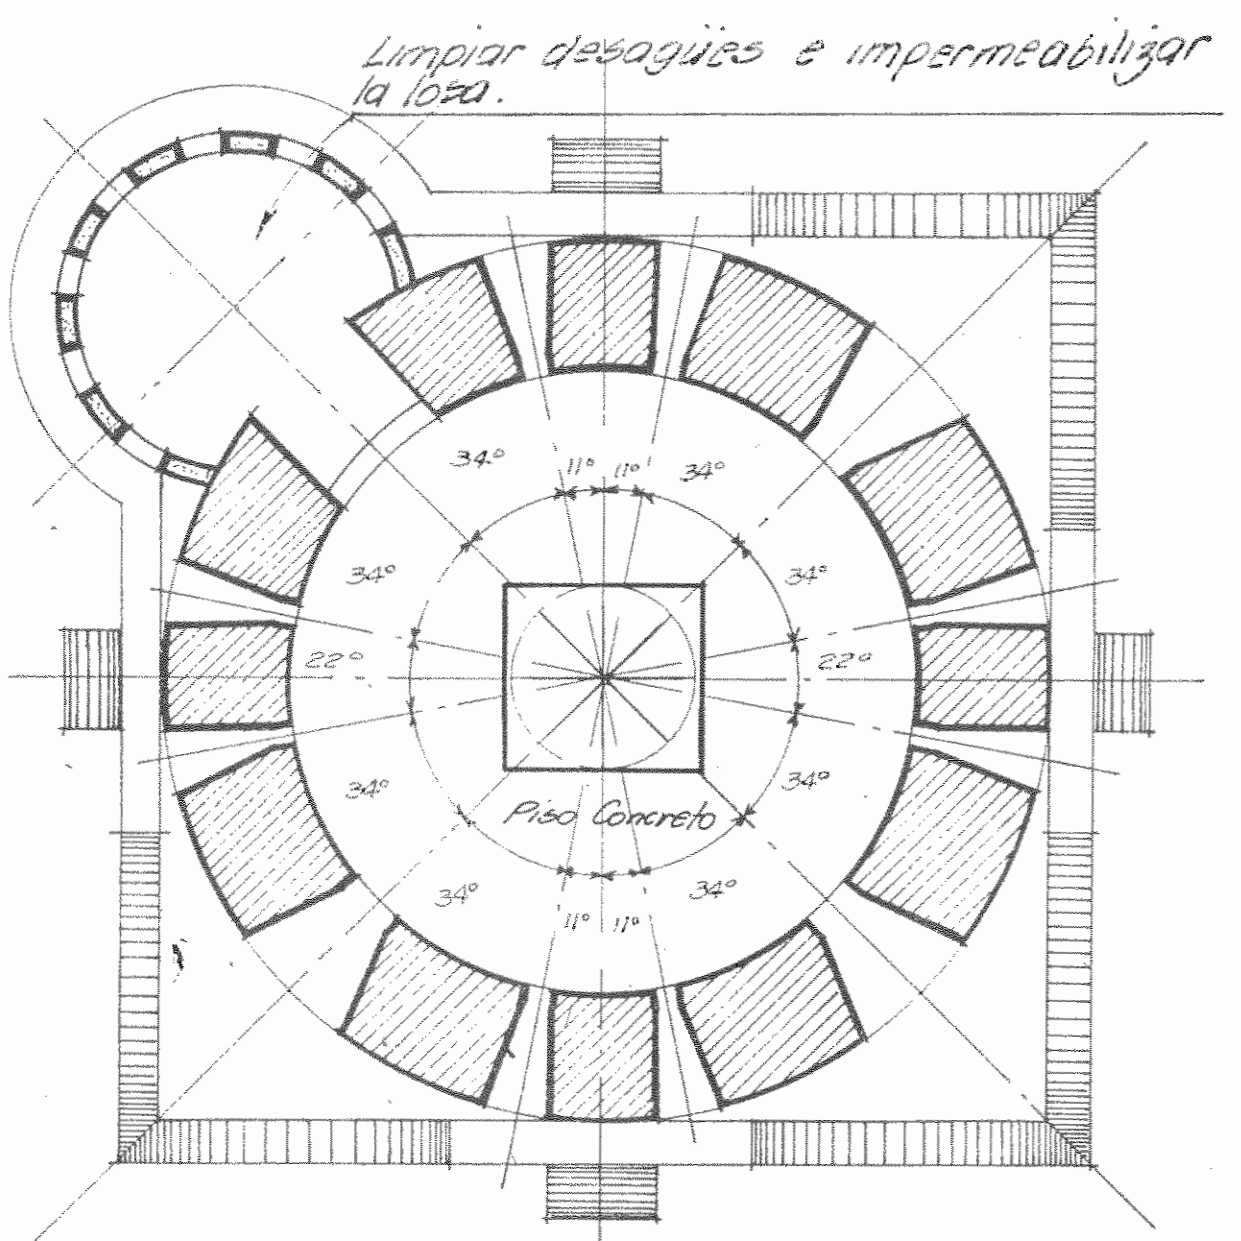 Limpiar desagües e impermeabilizar
la losa.
34° 11° 11° 34°
34° 34°
22° 22°
34° 34°
Piso Concreto
34° 34°
11° 11°